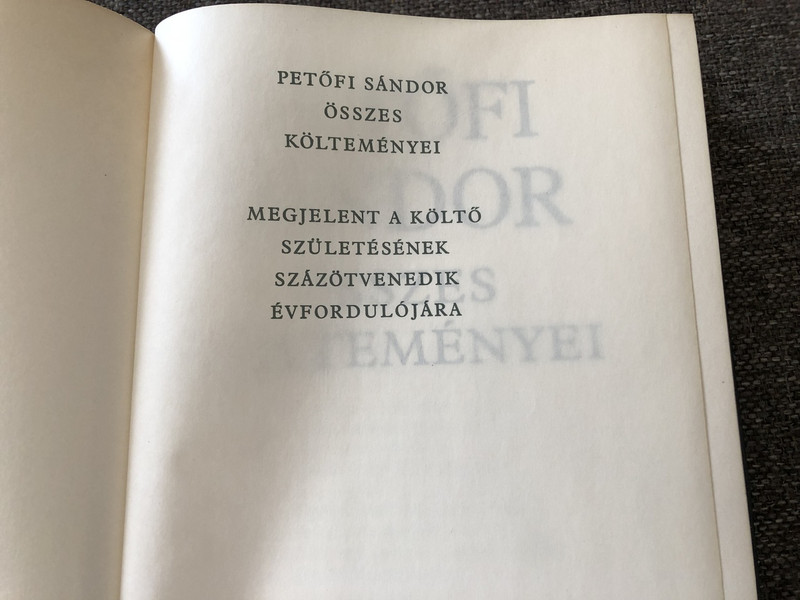 PETŐFI SÁNDOR
ÖSSZES
KÖLTEMÉNYEI
MEGJELENT A KÖLTŐ
SZÜLETÉSÉNEK
SZÁZÖTVENEDIK
ÉVFORDULÓJÁRA